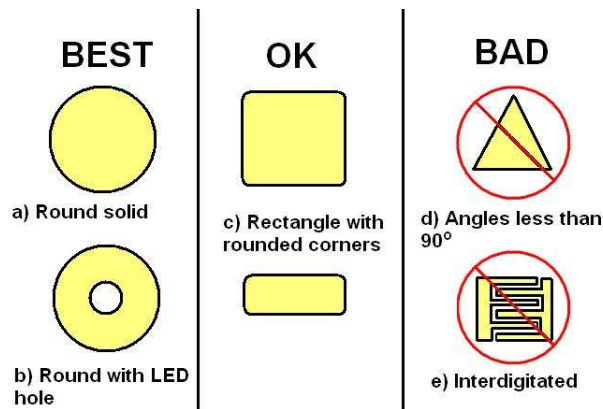 BEST
a) Round solid
b) Round with LED
hole
OK
c) Rectangle with
rounded corners
BAD
d) Angles less than
90°
e) Interdigitated